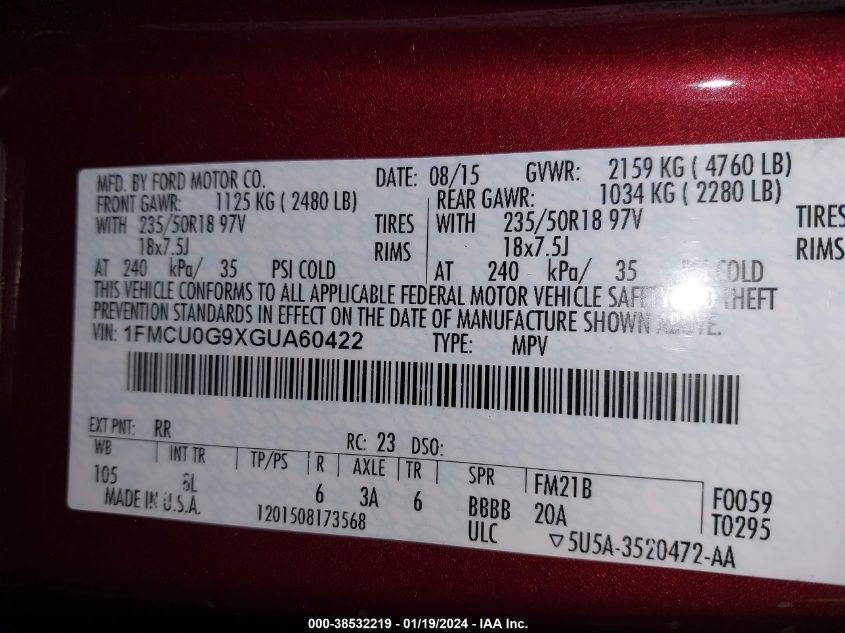 MFD. BY FORD MOTOR CO. DATE: 08/15 GVWR: 2159 KG ( 4760 LB)
FRONT GAWR: 1125 KG ( 2480 LB) REAR GAWR: 1034 KG ( 2280 LB)
WITH 235/50R18 97V TIRES WITH 235/50R18 97V TIRES
18x7.5J RIMS 18x7.5J RIMS
AT 240 kPa/ 35 PSI COLD AT 240 kPa/ 35 PSI COLD
THIS VEHICLE CONFORMS TO ALL APPLICABLE FEDERAL MOTOR VEHICLE SAFETY AND THEFT
PREVENTION STANDARDS IN EFFECT ON THE DATE OF MANUFACTURE SHOWN ABOVE.
VIN: 1FMCU0G9XGUA60422 TYPE: MPV
EXT PNT: RR RC: 23 DSO:
WB INT TR TP/PS R AXLE TR SPR FM21B F0059
105 6 3A 6 BBBB 20A T0295
MADE IN U.S.A. 1201508173568 ULC ▽5U5A-3520472-AA
000-38532219 - 01/19/2024 - IAA Inc.